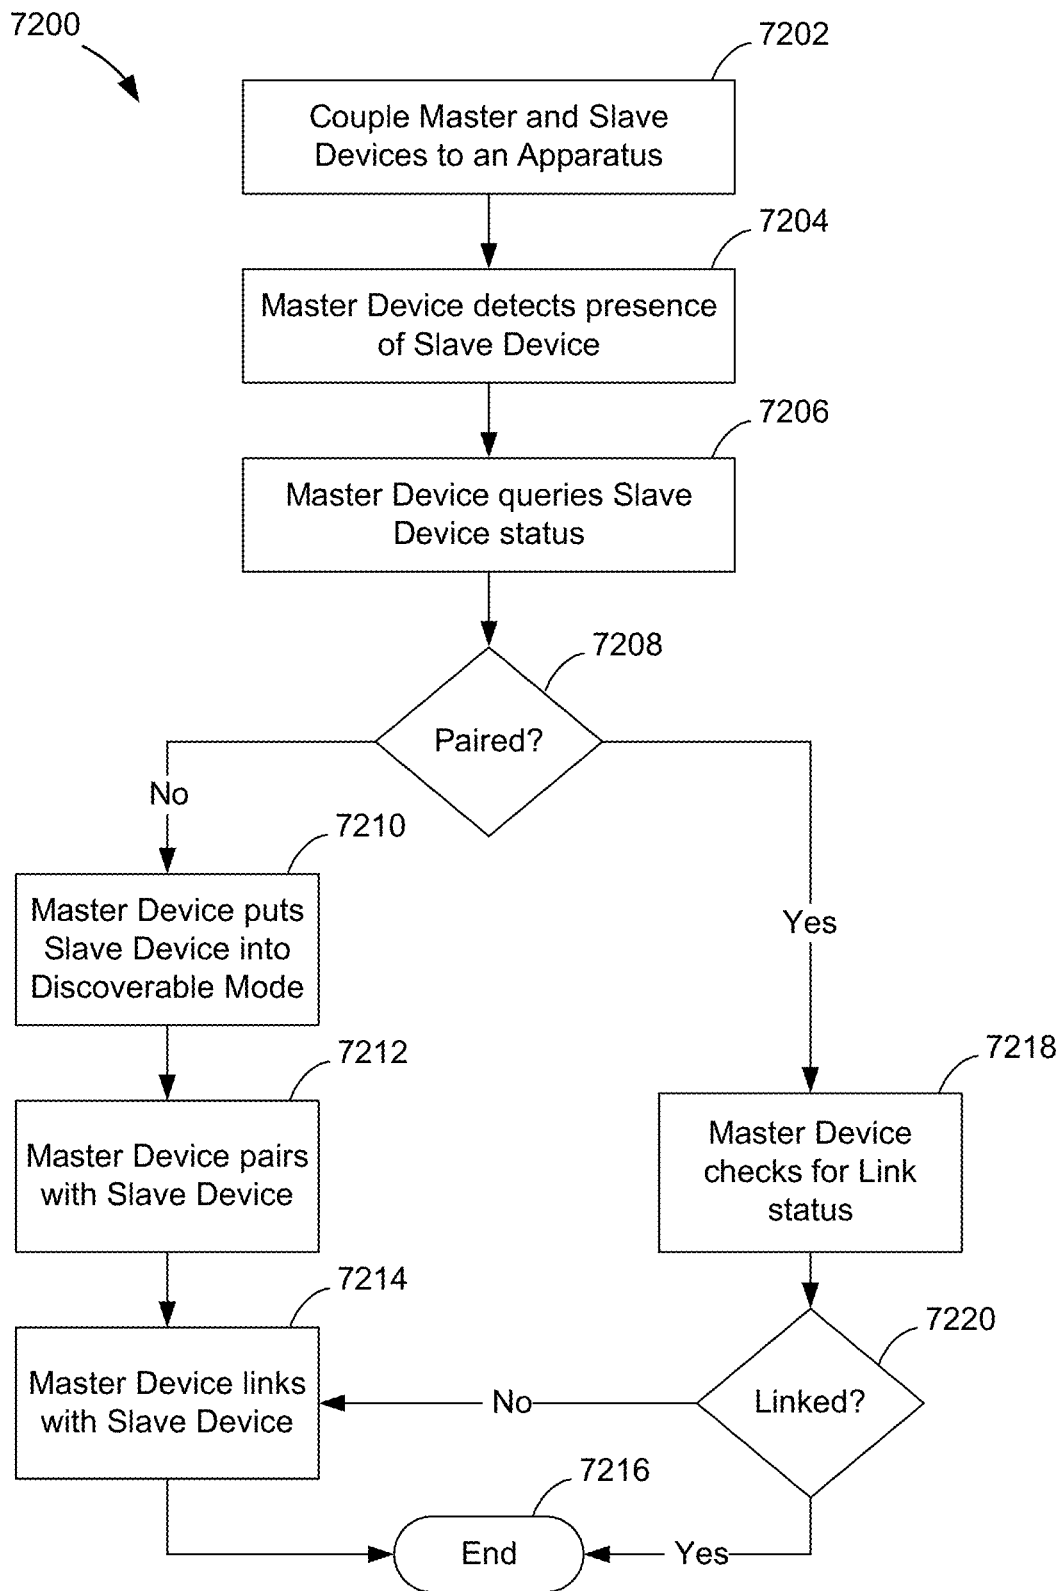 7200
7202
Couple Master and Slave
Devices to an Apparatus
7204
Master Device detects presence
of Slave Device
7206
Master Device queries Slave
Device status
7208
Paired?
No
Yes
7210
Master Device puts
Slave Device into
Discoverable Mode
7212
Master Device pairs
with Slave Device
7218
Master Device
checks for Link
status
7214
Master Device links
with Slave Device
7220
Linked?
No
Yes
7216
End